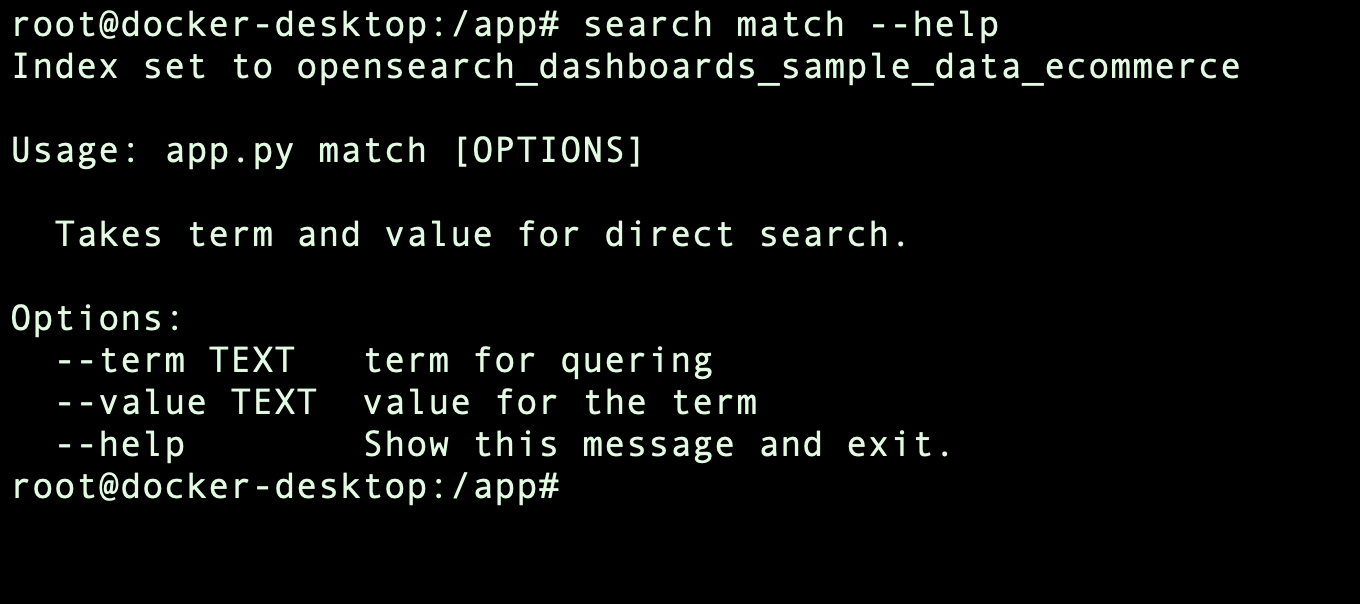 root@docker-desktop:/app# search match --help
Index set to opensearch_dashboards_sample_data_ecommerce
Usage: app.py match [OPTIONS]
Takes term and value for direct search.
Options:
--term TEXT   term for quering
--value TEXT  value for the term
--help        Show this message and exit.
root@docker-desktop:/app#